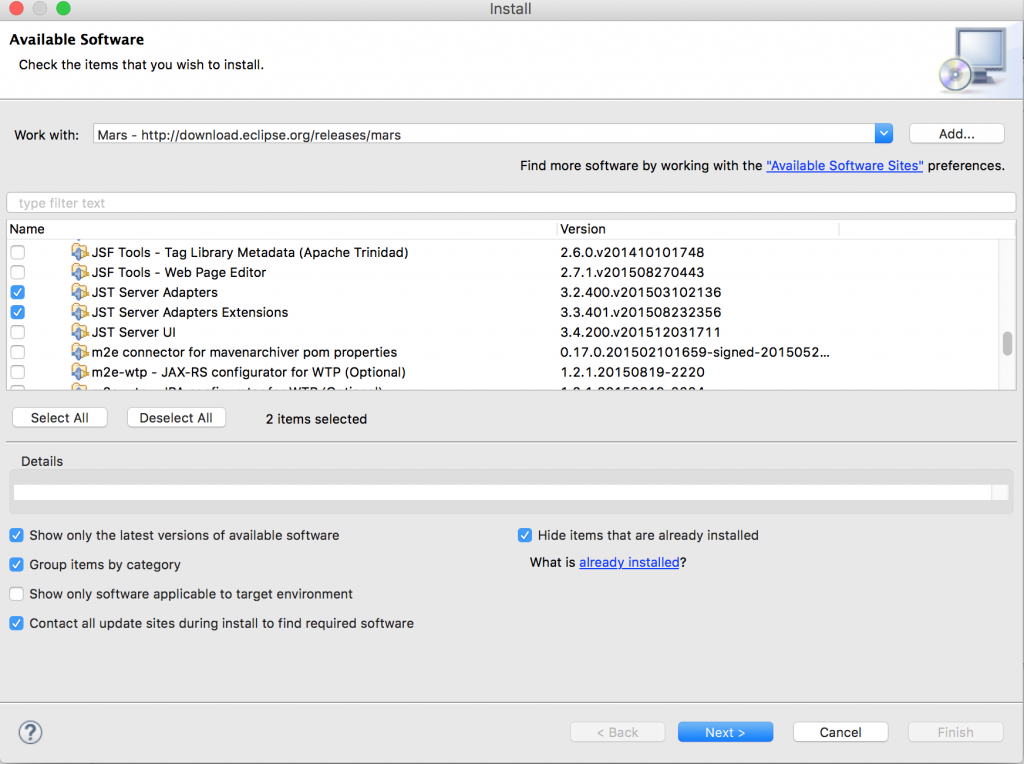 Install
Available Software
Check the items that you wish to install.
Work with: Mars - http://download.eclipse.org/releases/mars Add...
Find more software by working with the "Available Software Sites" preferences.
type filter text
Name Version
JSF Tools - Tag Library Metadata (Apache Trinidad) 2.6.0.v201410101748
JSF Tools - Web Page Editor 2.7.1.v201508270443
JST Server Adapters 3.2.400.v201503102136
JST Server Adapters Extensions 3.3.401.v201508232356
JST Server UI 3.4.200.v201512031711
m2e connector for mavenarchiver pom properties 0.17.0.201502101659-signed-2015052...
m2e-wtp - JAX-RS configurator for WTP (Optional) 1.2.1.20150819-2220
Select All Deselect All 2 items selected
Details
Show only the latest versions of available software Hide items that are already installed
Group items by category What is already installed?
Show only software applicable to target environment
Contact all update sites during install to find required software
? < Back Next > Cancel Finish